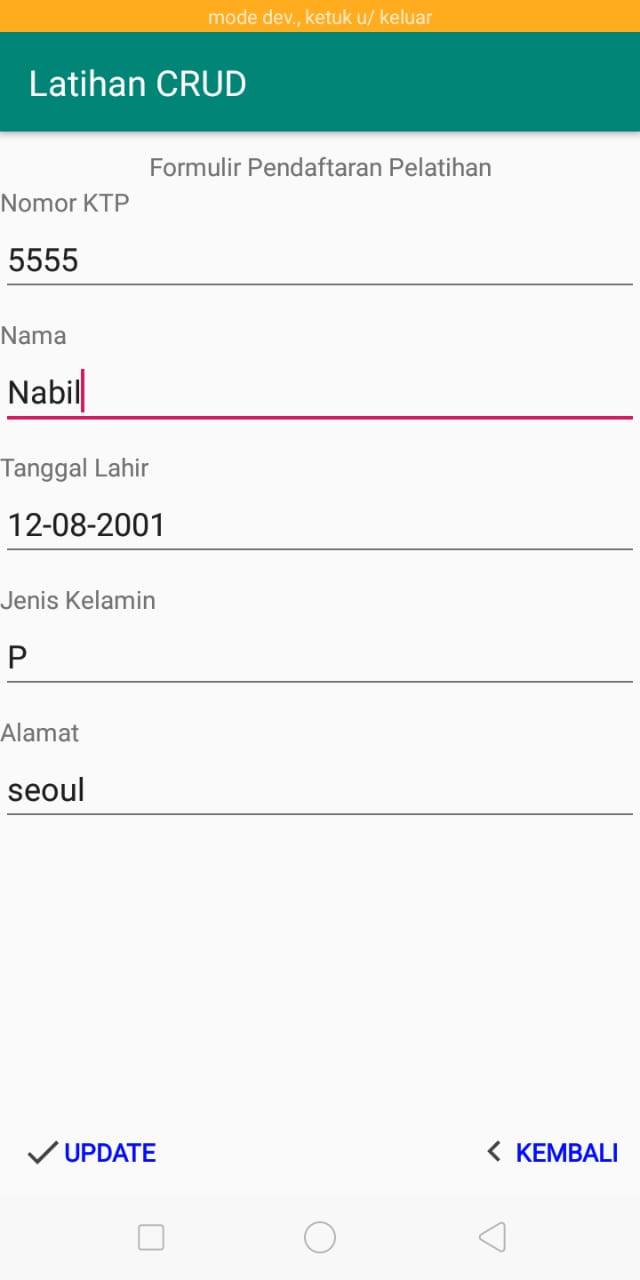 mode dev., ketuk u/ keluar
Latihan CRUD
Formulir Pendaftaran Pelatihan
Nomor KTP
5555
Nama
Nabil
Tanggal Lahir
12-08-2001
Jenis Kelamin
P
Alamat
seoul
UPDATE
KEMBALI